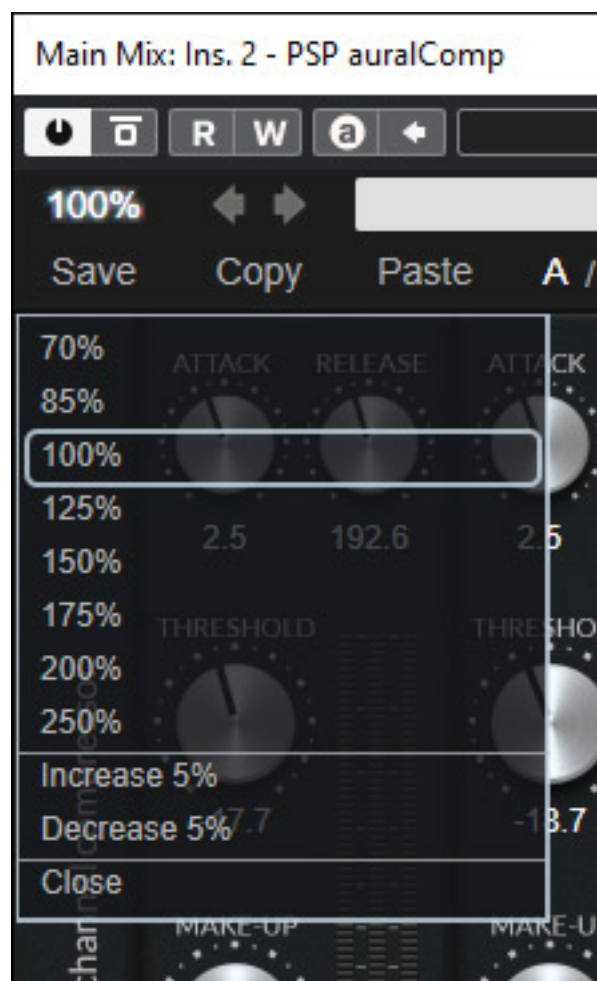 Main Mix: Ins. 2 - PSP auralComp
R W a
100%
Save Copy Paste A /
70%
ATTACK RELEASE ATTACK
85%
100%
125%
2.5 192.6 2.5
150%
175%
THRESHOLD THRESHO
200%
250%
Increase 5%
-18.7
Decrease 5%
Close
MAKE-UP MAKE-U